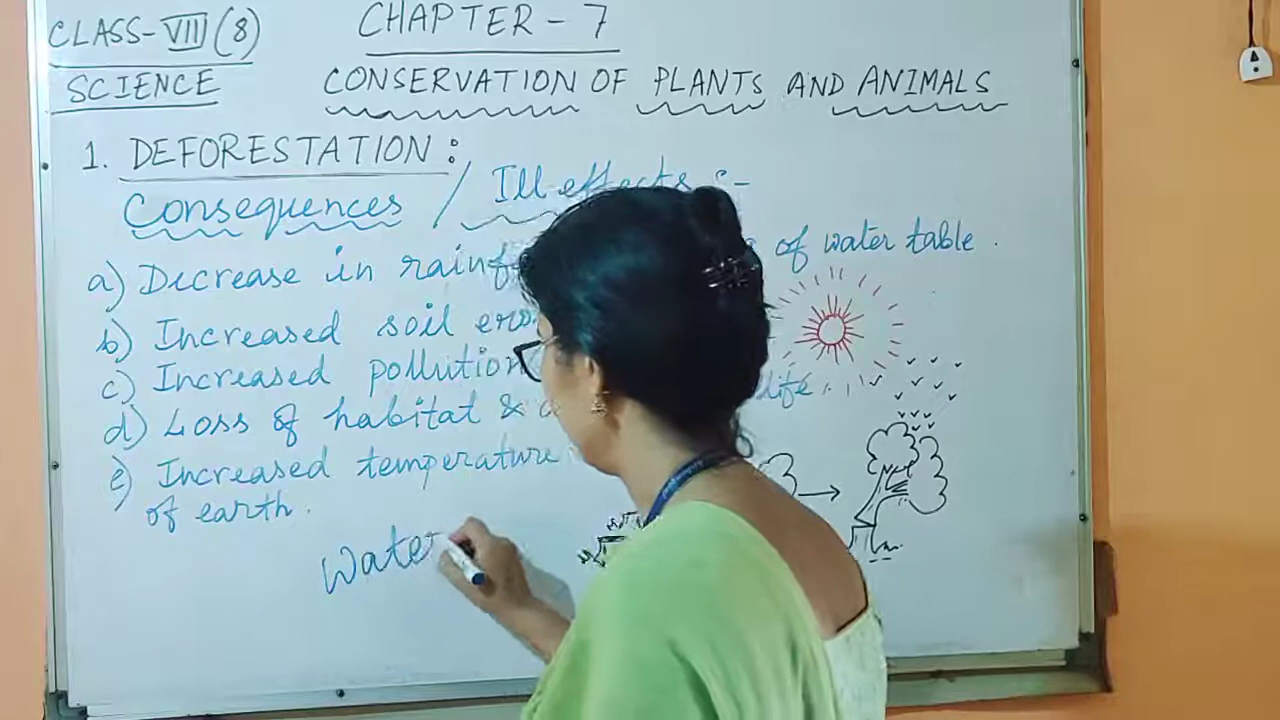 CLASS-VIII (8)
CHAPTER - 7
SCIENCE
CONSERVATION OF PLANTS AND ANIMALS
1. DEFORESTATION :
Consequences / Ill effects :-
a) Decrease in of water table.
b) Increased soil
c) Increased pollution
d) Loss of habitat & life.
e) Increased temperature
of earth.
Water